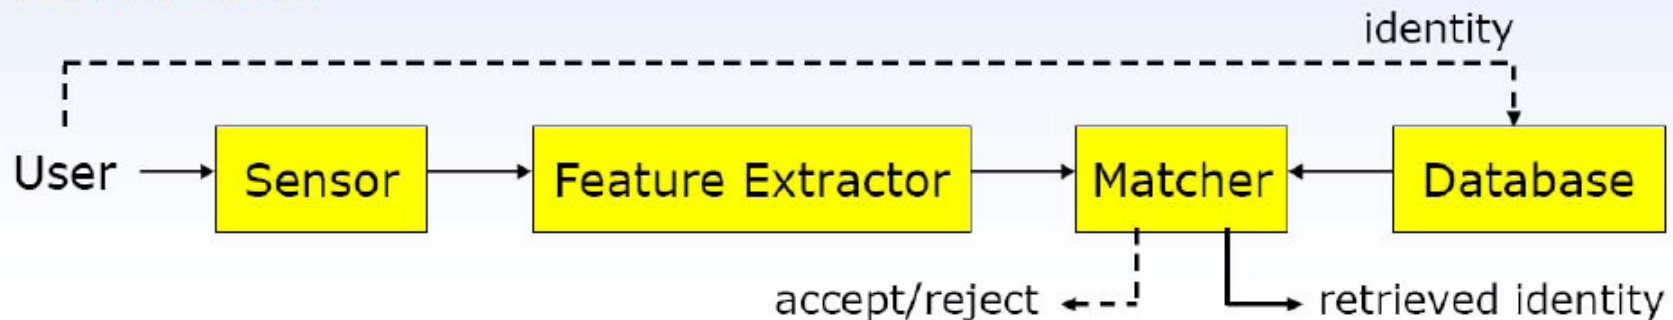 identity
User
Sensor
Feature Extractor
Matcher
Database
accept/reject
retrieved identity